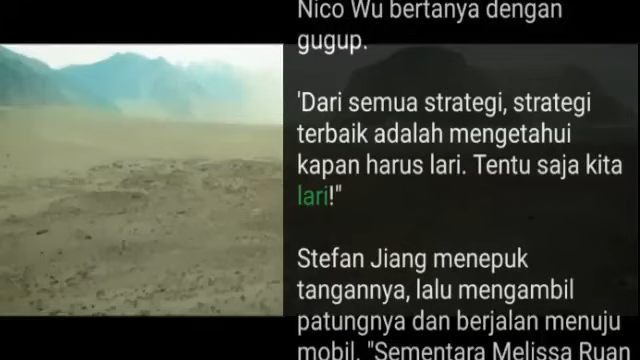 Nico Wu bertanya dengan
gugup.
'Dari semua strategi, strategi
terbaik adalah mengetahui
kapan harus lari. Tentu saja kita
lari!"
Stefan Jiang menepuk
tangannya, lalu mengambil
patungnya dan berjalan menuju
mobil. "Sementara Melissa Ruan